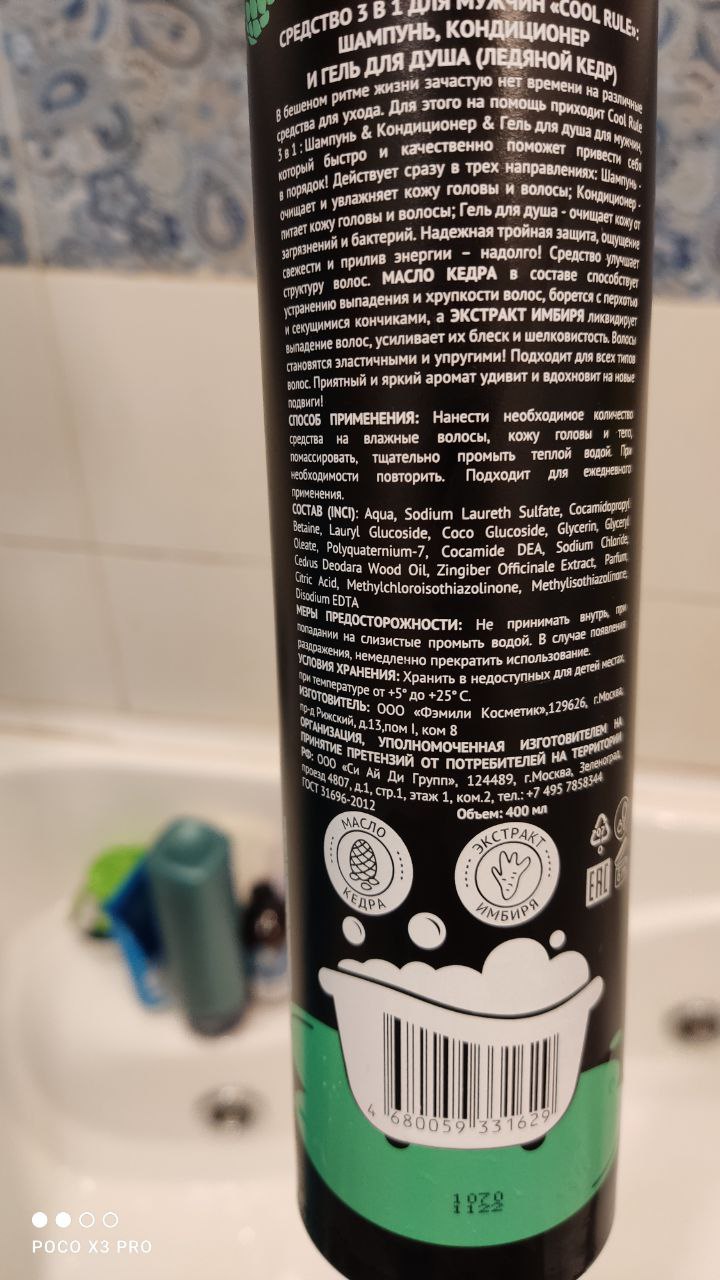 СРЕДСТВО 3 В 1 ДЛЯ МУЖЧИН «COOL RULE»:
ШАМПУНЬ, КОНДИЦИОНЕР
И ГЕЛЬ ДЛЯ ДУША (ЛЕДЯНОЙ КЕДР)
В бешеном ритме жизни зачастую нет времени на различные
средства для ухода. Для этого на помощь приходит Cool Rule
3 в 1 : Шампунь & Кондиционер & Гель для душа для мужчин,
который быстро и качественно поможет привести себя
в порядок! Действует сразу в трех направлениях: Шампунь -
очищает и увлажняет кожу головы и волосы; Кондиционер -
питает кожу головы и волосы; Гель для душа - очищает кожу от
загрязнений и бактерий. Надежная тройная защита, ощущение
свежести и прилив энергии – надолго! Средство улучшает
структуру волос. МАСЛО КЕДРА в составе способствует
устранению выпадения и хрупкости волос, борется с перхотью
и секущимися кончиками, а ЭКСТРАКТ ИМБИРЯ ликвидирует
выпадение волос, усиливает их блеск и шелковистость. Волосы
становятся эластичными и упругими! Подходит для всех типов
волос. Приятный и яркий аромат удивит и вдохновит на новые
подвиги!
СПОСОБ ПРИМЕНЕНИЯ: Нанести необходимое количество
средства на влажные волосы, кожу головы и тело,
помассировать, тщательно промыть теплой водой. При
необходимости повторить. Подходит для ежедневного
применения.
СОСТАВ (INCI): Aqua, Sodium Laureth Sulfate, Cocamidopropyl
Betaine, Lauryl Glucoside, Coco Glucoside, Glycerin, Glyceryl
Oleate, Polyquaternium-7, Cocamide DEA, Sodium Chloride,
Cedrus Deodara Wood Oil, Zingiber Officinale Extract, Parfum,
Citric Acid, Methylchloroisothiazolinone, Methylisothiazolinone,
Disodium EDTA
МЕРЫ ПРЕДОСТОРОЖНОСТИ: Не принимать внутрь, при
попадании на слизистые промыть водой. В случае появления
раздражения, немедленно прекратить использование.
УСЛОВИЯ ХРАНЕНИЯ: Хранить в недоступных для детей местах,
при температуре от +5° до +25° С.
ИЗГОТОВИТЕЛЬ: ООО «Фэмили Косметик»,129626, г.Москва,
пр-д Рижский, д.13,пом I, ком 8
ОРГАНИЗАЦИЯ, УПОЛНОМОЧЕННАЯ ИЗГОТОВИТЕЛЕМ НА
ПРИНЯТИЕ ПРЕТЕНЗИЙ ОТ ПОТРЕБИТЕЛЕЙ НА ТЕРРИТОРИИ
РФ: ООО «Си Ай Ди Групп», 124489, г.Москва, Зеленоград,
проезд 4807, д.1, стр.1, этаж 1, ком.2, тел.: +7 495 7858344
ГОСТ 31696-2012
Объем: 400 мл
МАСЛО
КЕДРА
ЭКСТРАКТ
ИМБИРЯ
EAC
4 680059 331629
1070
1122
POCO X3 PRO